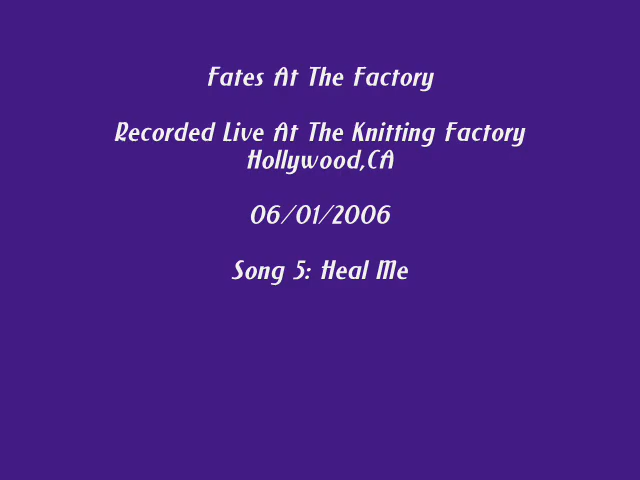 Fates At The Factory
Recorded Live At The Knitting Factory
Hollywood,CA
06/01/2006
Song 5: Heal Me